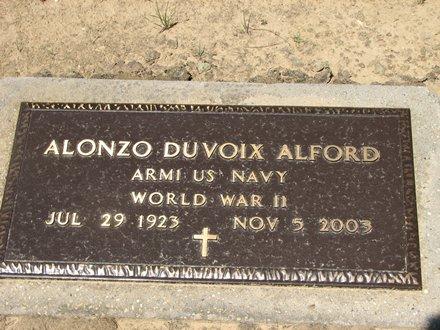 ALONZO DUVOIX ALFORD
ARM1 US NAVY
WORLD WAR II
JUL 29 1923 NOV 5 2003